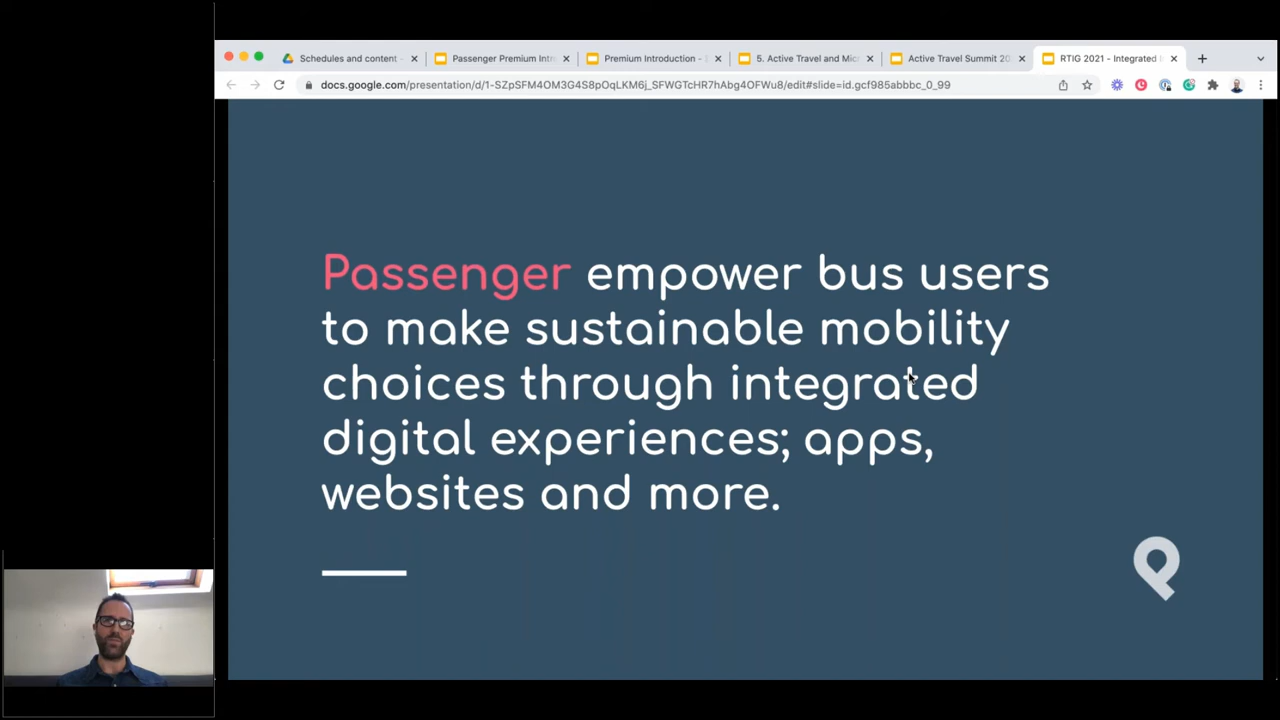 Schedules and content -
Passenger Premium Intr
Premium Introduction -
5. Active Travel and Mic
Active Travel Summit 20
RTIG 2021 - Integrated
docs.google.com/presentation/d/1-SZpSFM4OM3G4S8pOqLKM6j_SFWGTcHR7hAbg4OFWu8/edit#slide=id.gcf985abbbc_0_99
Passenger empower bus users
to make sustainable mobility
choices through integrated
digital experiences; apps,
websites and more.